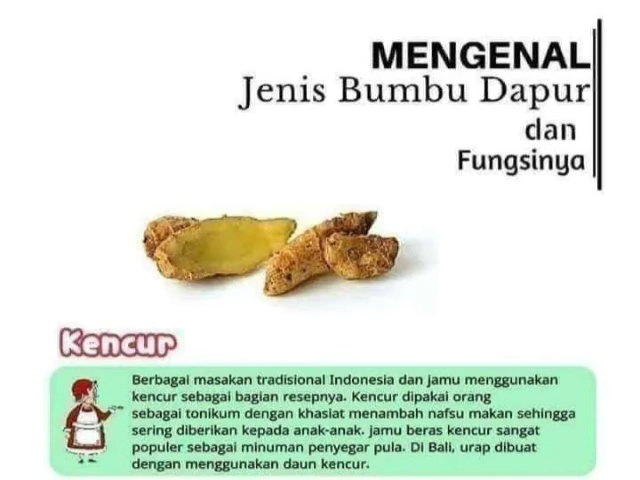 MENGENAL
Jenis Bumbu Dapur
dan
Fungsinya
Kencur
Berbagai masakan tradisional Indonesia dan jamu menggunakan
kencur sebagai bagian resepnya. Kencur dipakai orang
sebagai tonikum dengan khasiat menambah nafsu makan sehingga
sering diberikan kepada anak-anak. jamu beras kencur sangat
populer sebagai minuman penyegar pula. Di Bali, urap dibuat
dengan menggunakan daun kencur.